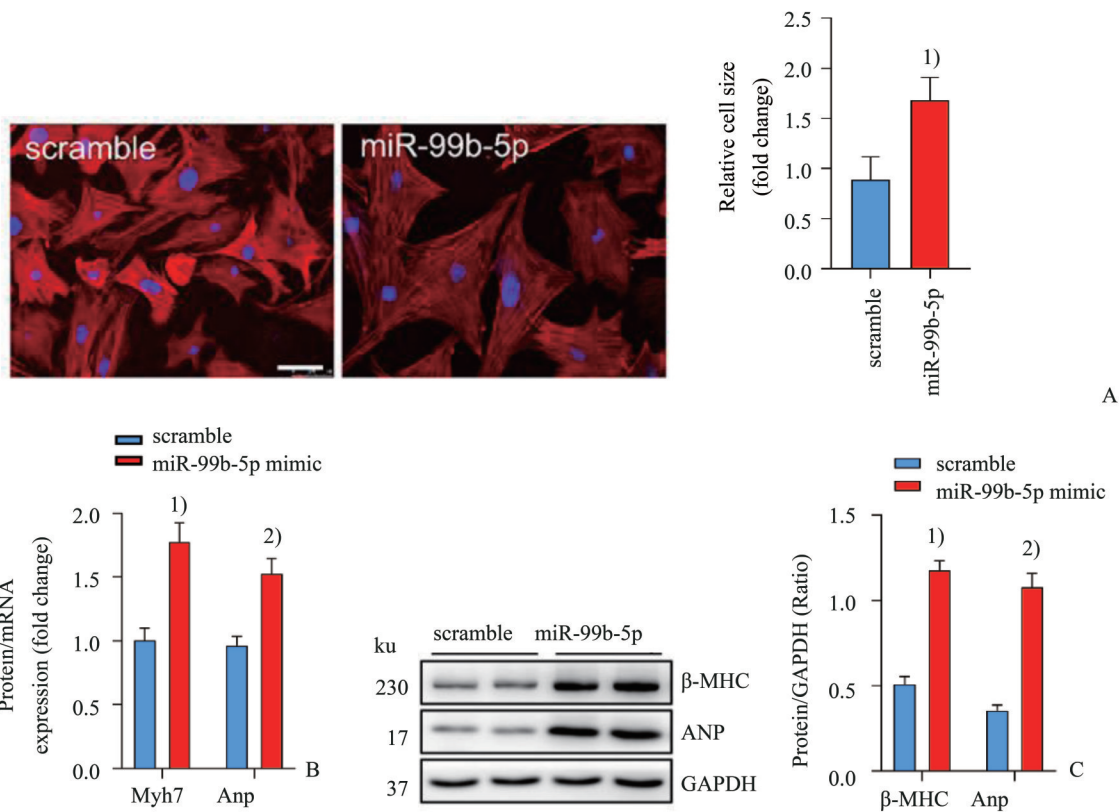 scramble
miR-99b-5p
Relative cell size
(fold change)
2.5
2.0
1.5
1.0
0.5
0.0
1)
scramble
miR-99b-5p
A
scramble
miR-99b-5p mimic
Protein/mRNA
expression (fold change)
2.0
1.5
1.0
0.5
0.0
1)
2)
Myh7
Anp
B
ku
scramble
miR-99b-5p
230
β-MHC
17
ANP
37
GAPDH
scramble
miR-99b-5p mimic
Protein/GAPDH (Ratio)
1.5
1.0
0.5
0.0
1)
2)
β-MHC
Anp
C